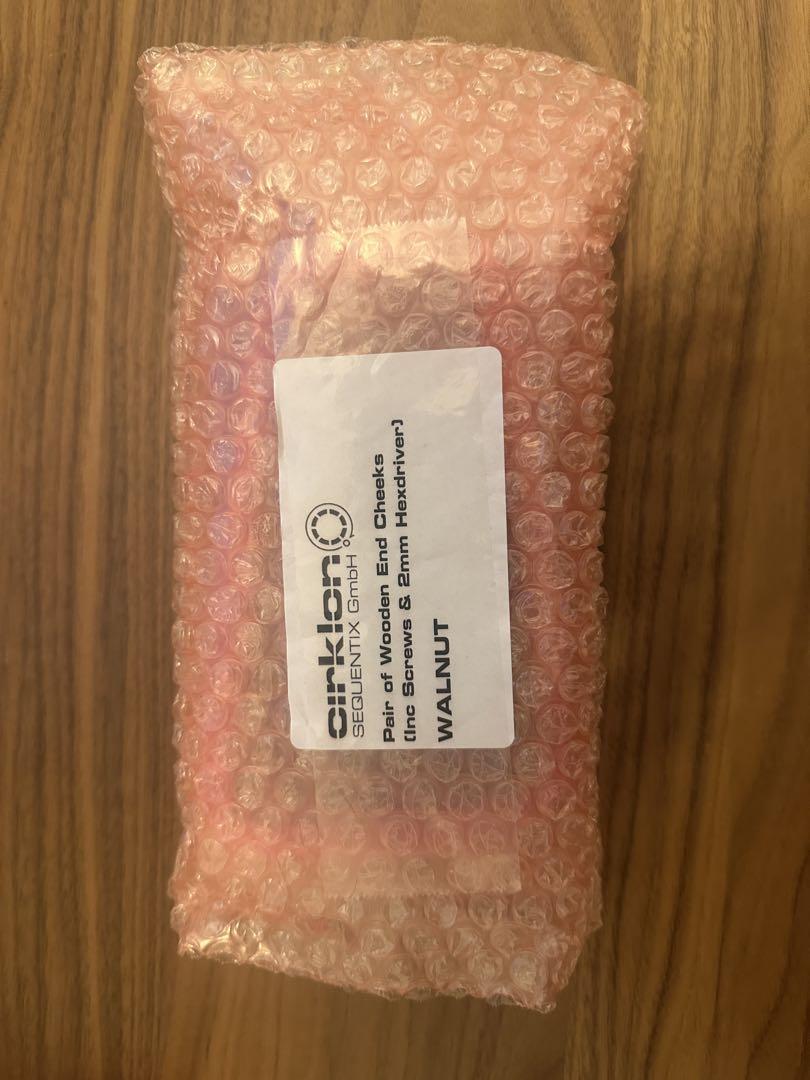 cirklon
SEQUENTIX GmbH
Pair of Wooden End Cheeks
(Inc Screws & 2mm Hexdriver)
WALNUT